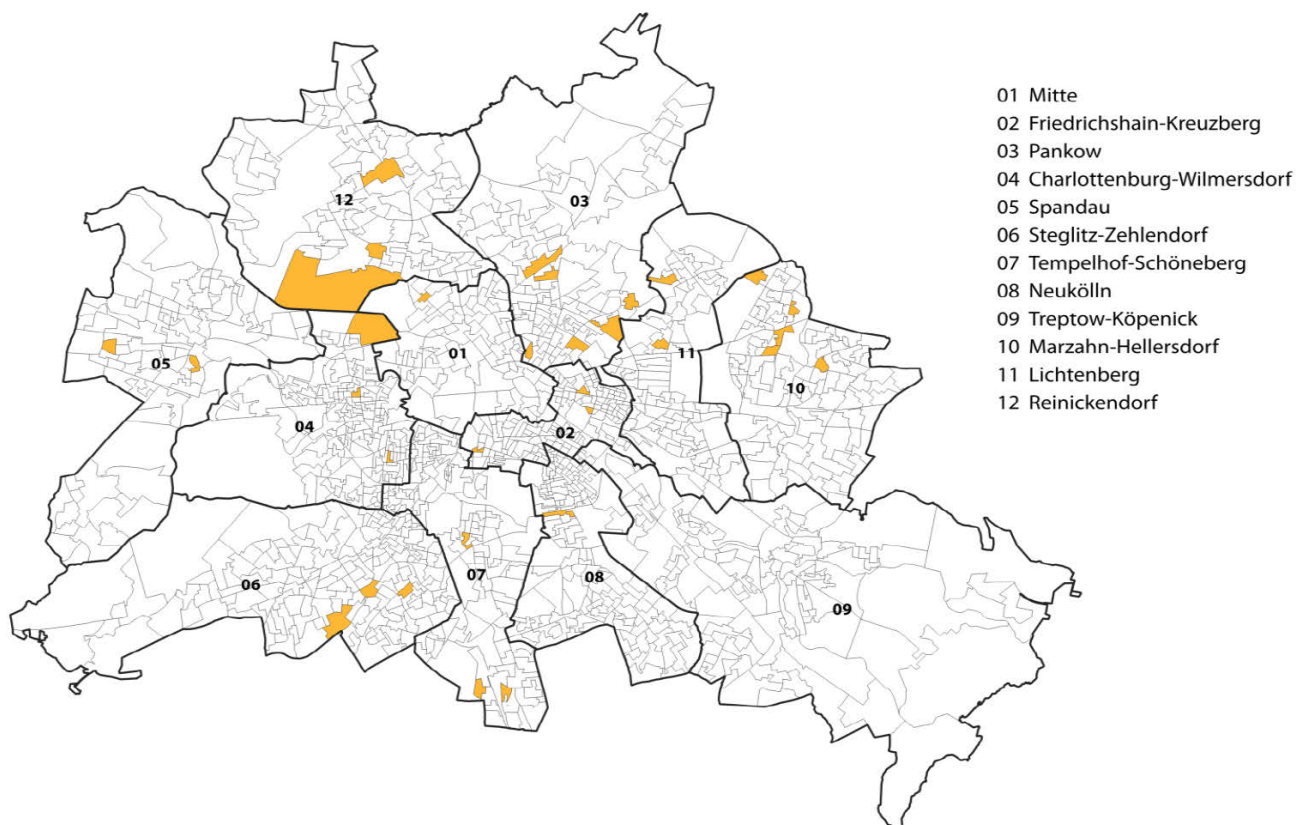 01 Mitte
02 Friedrichshain-Kreuzberg
03 Pankow
04 Charlottenburg-Wilmersdorf
05 Spandau
06 Steglitz-Zehlendorf
07 Tempelhof-Schöneberg
08 Neukölln
09 Treptow-Köpenick
10 Marzahn-Hellersdorf
11 Lichtenberg
12 Reinickendorf
12
03
01
11
05
10
04
02
07
08
06
09